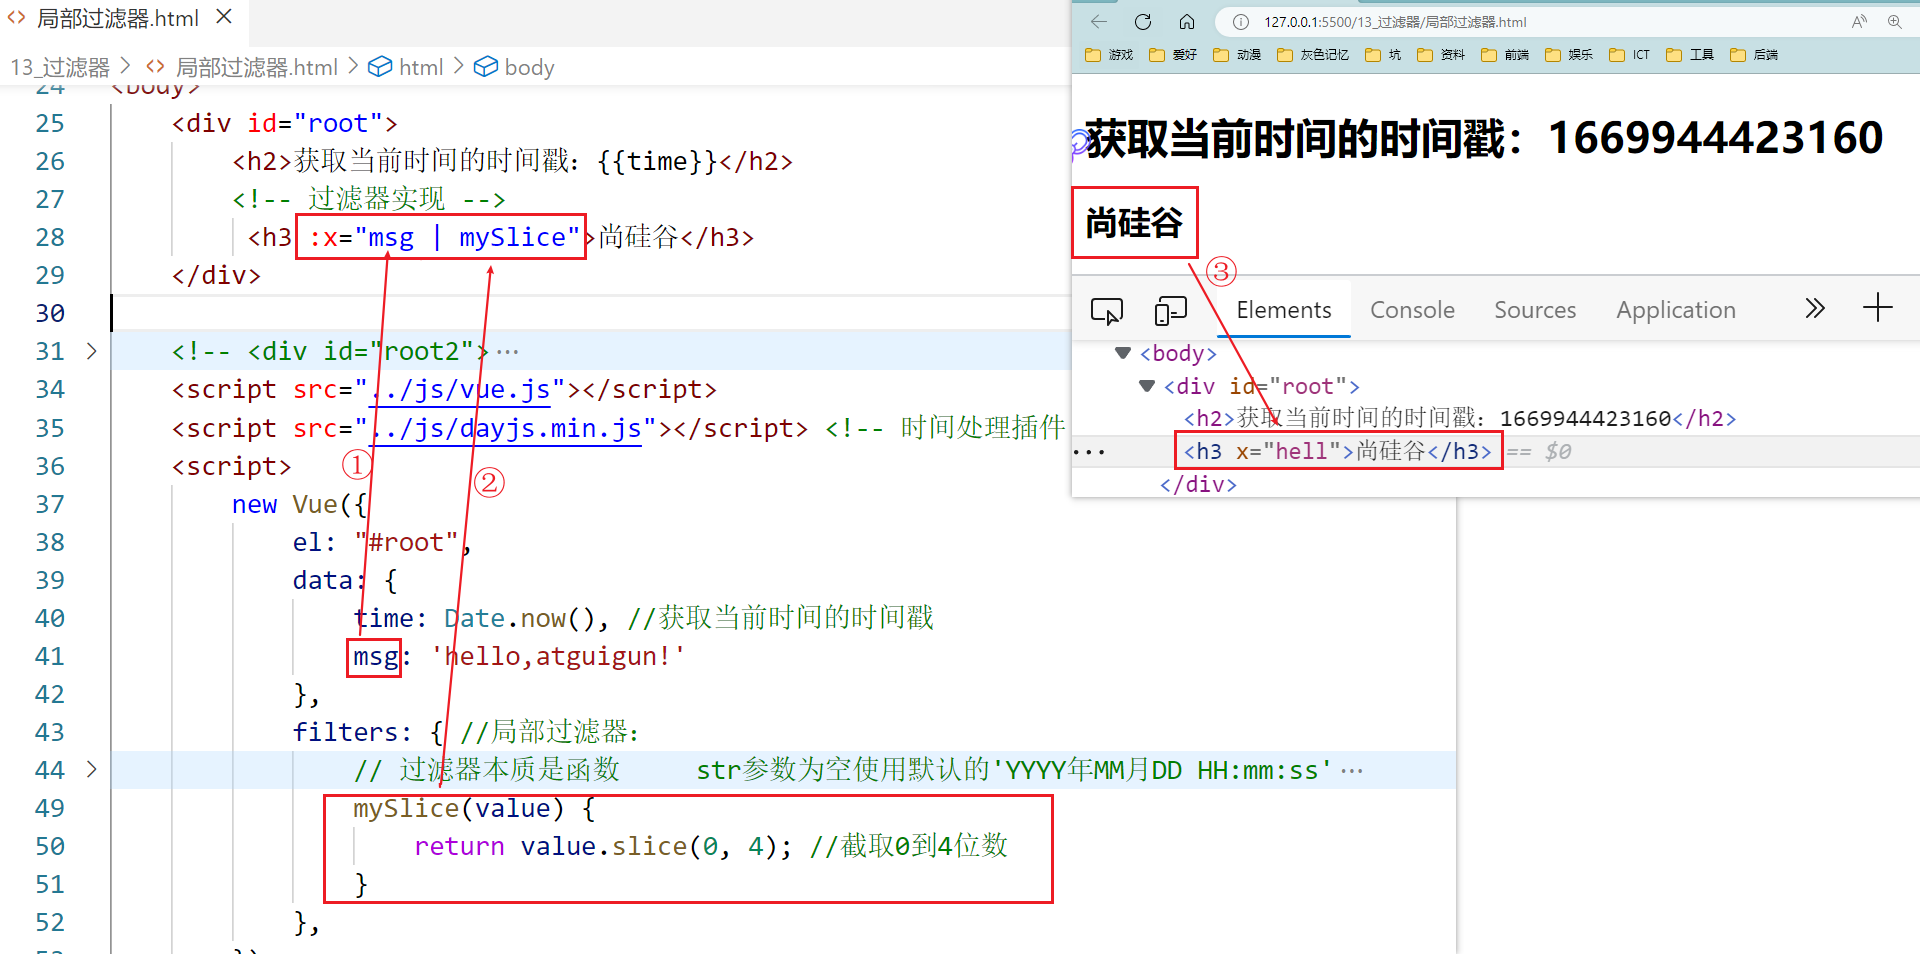 局部过滤器.html
13_过滤器 > 局部过滤器.html > html > body
24 <body>
25 <div id="root">
26 <h2>获取当前时间的时间戳：{{time}}</h2>
27 <!-- 过滤器实现 -->
28 <h3 :x="msg | mySlice">尚硅谷</h3>
29 </div>
30
31 <!-- <div id="root2"> ···
34 <script src="../js/vue.js"></script>
35 <script src="../js/dayjs.min.js"></script> <!-- 时间处理插件
36 <script>
① ②
37 new Vue({
38 el: "#root",
39 data: {
40 time: Date.now(), //获取当前时间的时间戳
41 msg: 'hello,atguigun!'
42 },
43 filters: { //局部过滤器：
44 // 过滤器本质是函数 str参数为空使用默认的'YYYY年MM月DD HH:mm:ss' ···
49 mySlice(value) {
50 return value.slice(0, 4); //截取0到4位数
51 }
52 },
127.0.0.1:5500/13_过滤器/局部过滤器.html
游戏 爱好 动漫 灰色记忆 坑 资料 前端 娱乐 ICT 工具 后端
获取当前时间的时间戳：1669944423160
尚硅谷
③
Elements Console Sources Application
<body>
<div id="root">
<h2>获取当前时间的时间戳：1669944423160</h2>
<h3 x="hell">尚硅谷</h3> == $0
</div>